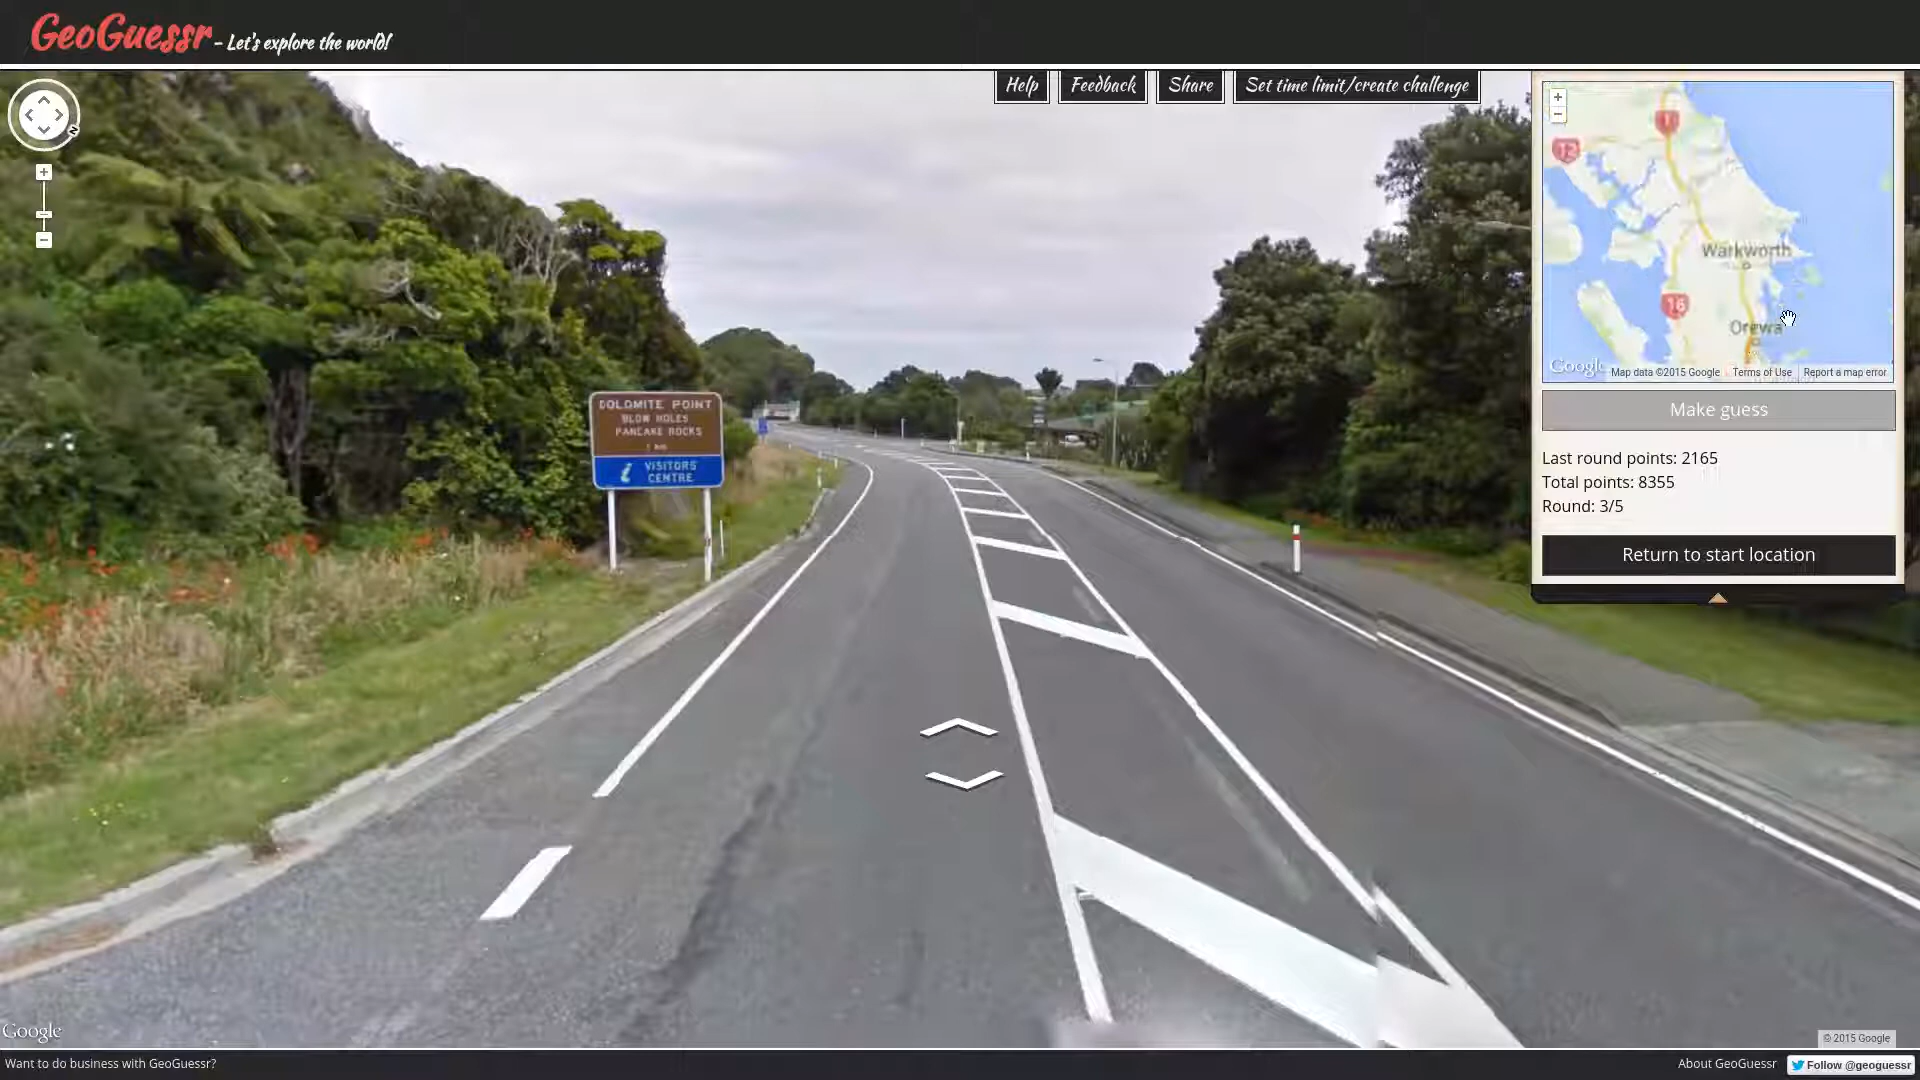 GeoGuessr - Let's explore the world!
Help
Feedback
Share
Set time limit/create challenge
N
+
−
+
−
1
12
Warkworth
16
Orewa
Google
Map data ©2015 Google
Terms of Use
Report a map error
Make guess
Last round points: 2165
Total points: 8355
Round: 3/5
Return to start location
DOLOMITE POINT
BLOW HOLES
PANCAKE ROCKS
i VISITORS
CENTRE
Google
© 2015 Google
Want to do business with GeoGuessr?
About GeoGuessr
Follow @geoguessr